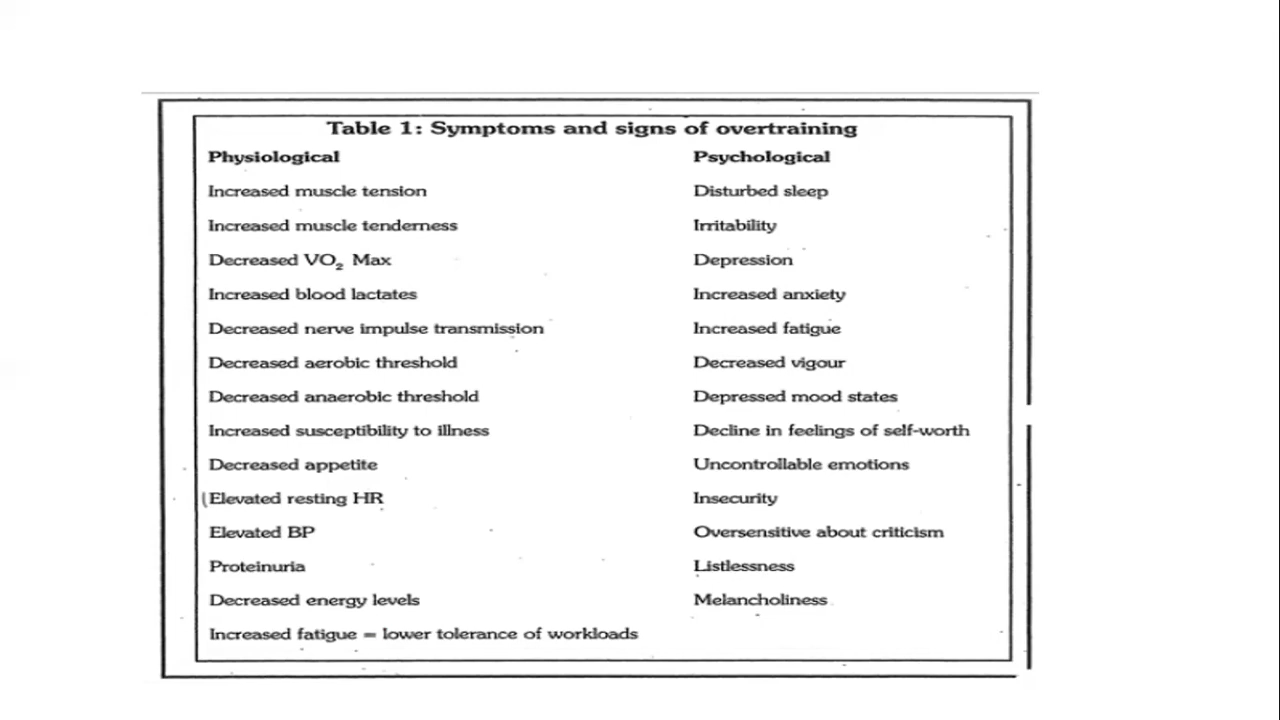 Table 1: Symptoms and signs of overtraining
Physiological Psychological
Increased muscle tension Disturbed sleep
Increased muscle tenderness Irritability
Decreased VO₂ Max Depression
Increased blood lactates Increased anxiety
Decreased nerve impulse transmission Increased fatigue
Decreased aerobic threshold Decreased vigour
Decreased anaerobic threshold Depressed mood states
Increased susceptibility to illness Decline in feelings of self-worth
Decreased appetite Uncontrollable emotions
Elevated resting HR Insecurity
Elevated BP Oversensitive about criticism
Proteinuria Listlessness
Decreased energy levels Melancholiness
Increased fatigue = lower tolerance of workloads